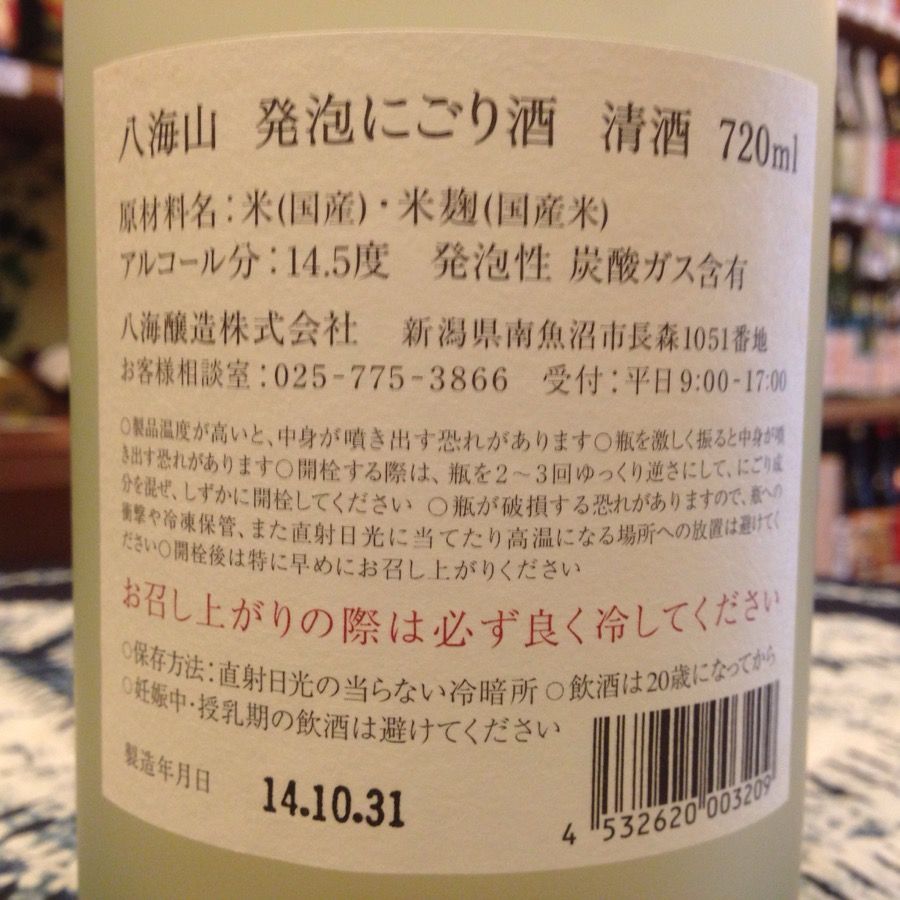 八海山 発泡にごり酒 清酒 720ml
原材料名：米(国産)・米麹(国産米)
アルコール分：14.5度 発泡性 炭酸ガス含有
八海醸造株式会社 新潟県南魚沼市長森1051番地
お客様相談室：025-775-3866 受付：平日9:00-17:00
○製品温度が高いと、中身が噴き出す恐れがあります○瓶を激しく振ると中身が噴
き出す恐れがあります○開栓する際は、瓶を2～3回ゆっくり逆さにして、にごり成
分を混ぜ、しずかに開栓してください ○瓶が破損する恐れがありますので、瓶への
衝撃や冷凍保管、また直射日光に当てたり高温になる場所への放置は避けてく
ださい○開栓後は特に早めにお召し上がりください
お召し上がりの際は必ず良く冷してください
○保存方法：直射日光の当らない冷暗所 ○飲酒は20歳になってから
○妊娠中・授乳期の飲酒は避けてください
製造年月日 14.10.31
4 532620 003209